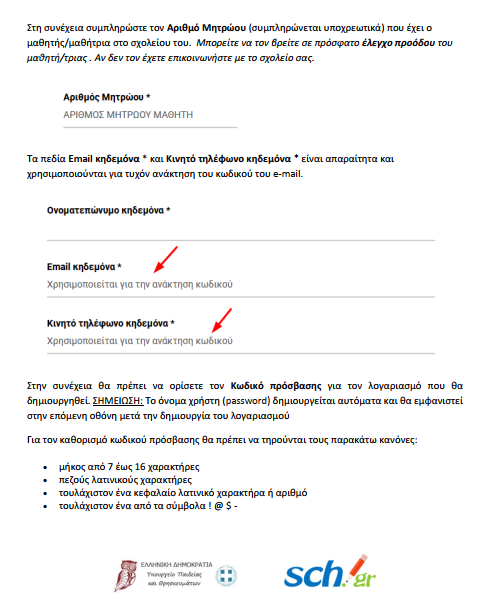 Στη συνέχεια συμπληρώστε τον Αριθμό Μητρώου (συμπληρώνεται υποχρεωτικά) που έχει ο
μαθητής/μαθήτρια στο σχολείου του. Μπορείτε να τον βρείτε σε πρόσφατο έλεγχο προόδου του
μαθητή/τριας . Αν δεν τον έχετε επικοινωνήστε με το σχολείο σας.
Αριθμός Μητρώου *
ΑΡΙΘΜΟΣ ΜΗΤΡΩΟΥ ΜΑΘΗΤΗ
Τα πεδία Email κηδεμόνα * και Κινητό τηλέφωνο κηδεμόνα * είναι απαραίτητα και
χρησιμοποιούνται για τυχόν ανάκτηση του κωδικού του e-mail.
Ονοματεπώνυμο κηδεμόνα *
Email κηδεμόνα *
Χρησιμοποιείται για την ανάκτηση κωδικού
Κινητό τηλέφωνο κηδεμόνα *
Χρησιμοποιείται για την ανάκτηση κωδικού
Στην συνέχεια θα πρέπει να ορίσετε τον Κωδικό πρόσβασης για τον λογαριασμό που θα
δημιουργηθεί. ΣΗΜΕΙΩΣΗ: Το όνομα χρήστη (password) δημιουργείται αυτόματα και θα εμφανιστεί
στην επόμενη οθόνη μετά την δημιουργία του λογαριασμού
Για τον καθορισμό κωδικού πρόσβασης θα πρέπει να τηρούνται τους παρακάτω κανόνες:
• μήκος από 7 έως 16 χαρακτήρες
• πεζούς λατινικούς χαρακτήρες
• τουλάχιστον ένα κεφαλαίο λατινικό χαρακτήρα ή αριθμό
• τουλάχιστον ένα από τα σύμβολα ! @ $ -
ΕΛΛΗΝΙΚΗ ΔΗΜΟΚΡΑΤΙΑ
Υπουργείο Παιδείας
και Θρησκευμάτων
sch.gr